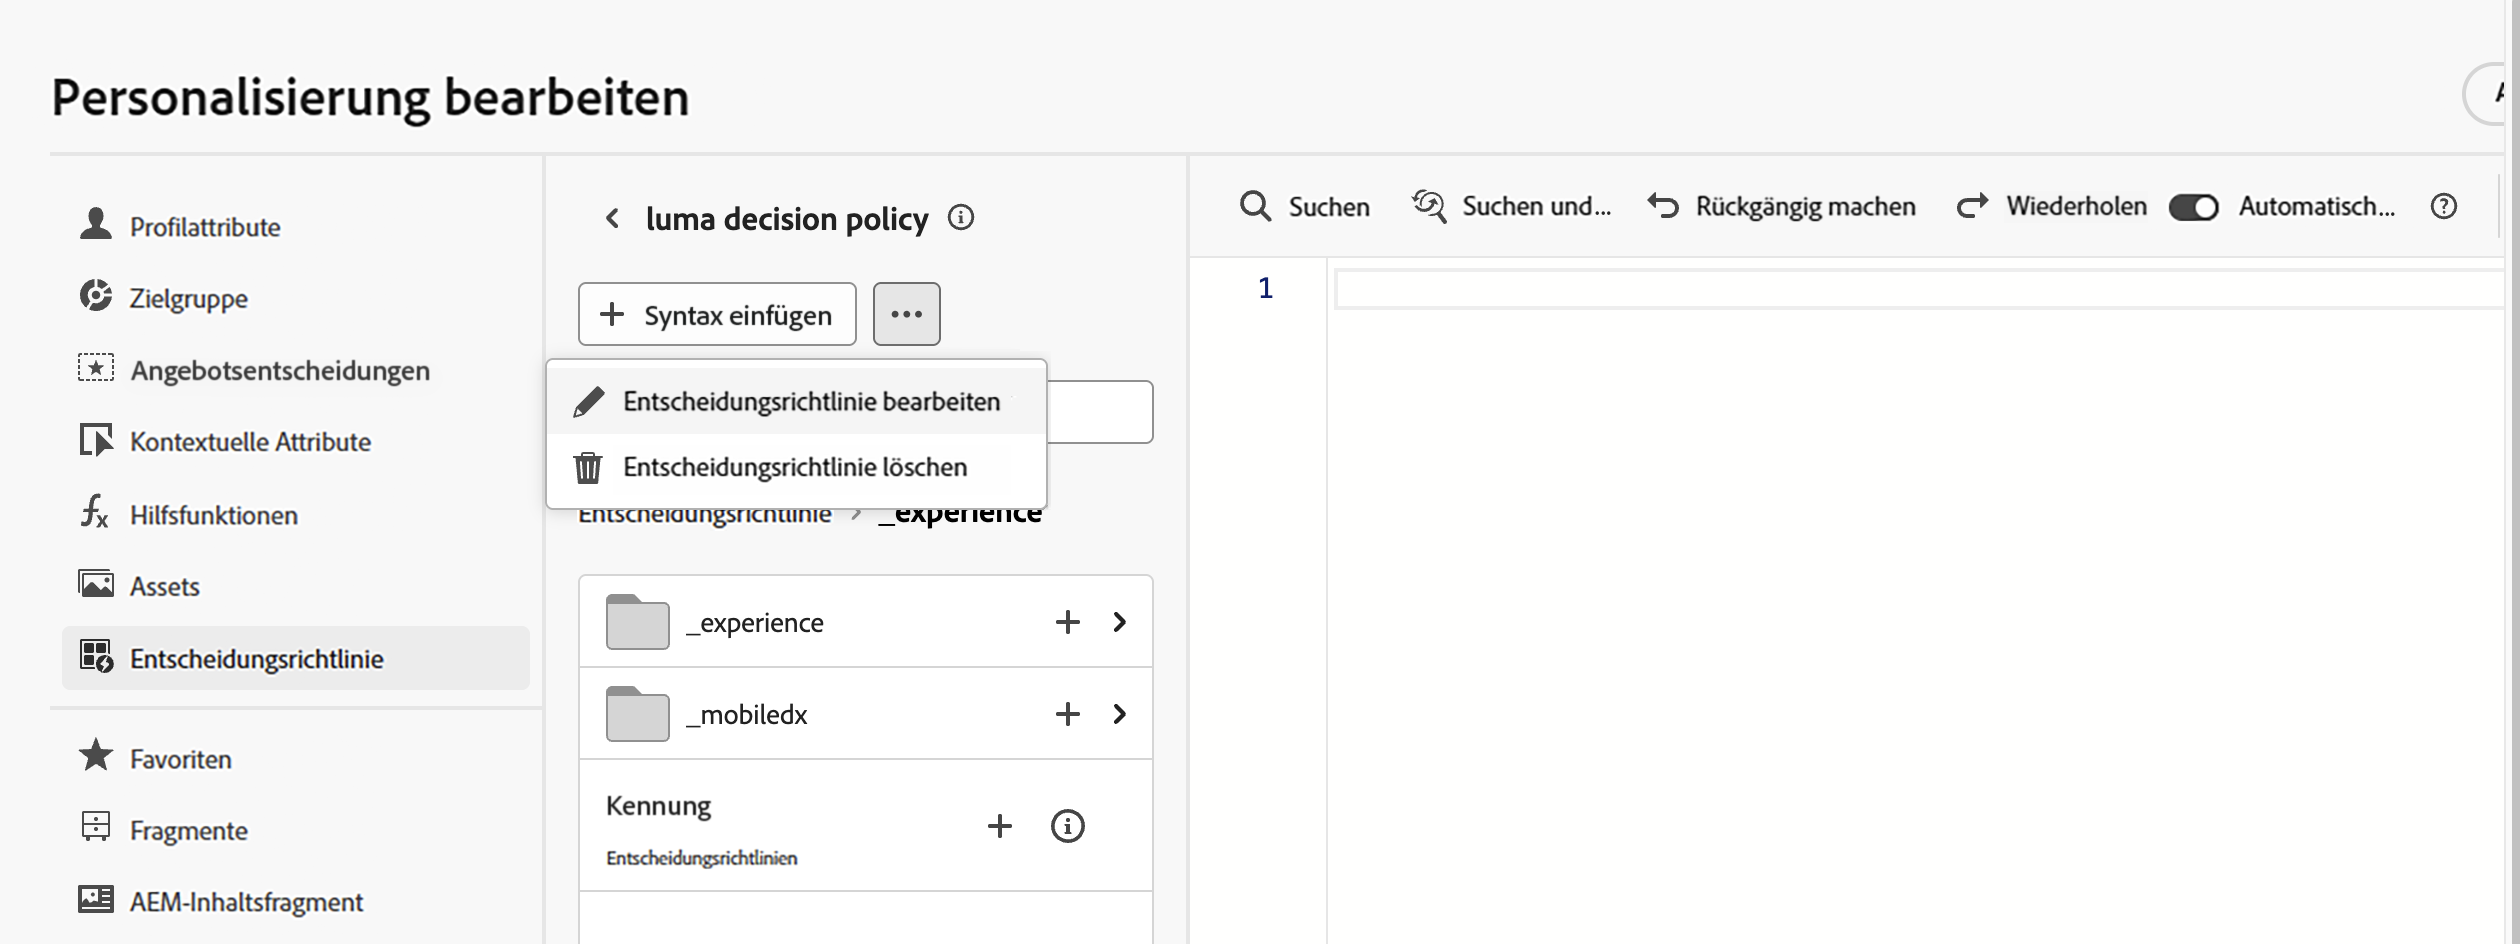 Personalisierung bearbeiten
Profilattribute
Zielgruppe
Angebotsentscheidungen
Kontextuelle Attribute
Hilfsfunktionen
Assets
Entscheidungsrichtlinie
Favoriten
Fragmente
AEM-Inhaltsfragment
luma decision policy
Syntax einfügen
Entscheidungsrichtlinie bearbeiten
Entscheidungsrichtlinie löschen
Entscheidungsrichtlinie > _experience
_experience
_mobiledx
Kennung
Entscheidungsrichtlinien
Suchen Suchen und... Rückgängig machen Wiederholen Automatisch...
1